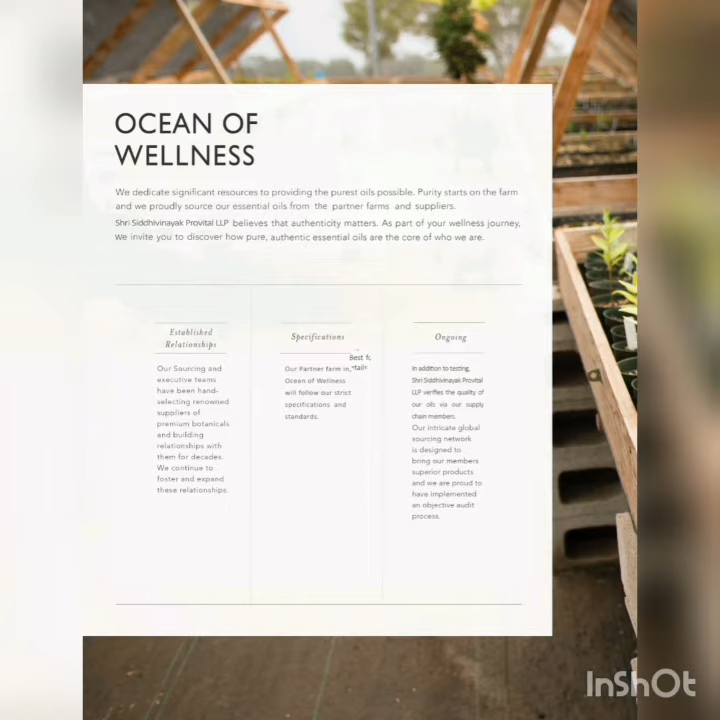 OCEAN OF
WELLNESS
We dedicate significant resources to providing the purest oils possible. Purity starts on the farm
and we proudly source our essential oils from the partner farms and suppliers.
Shri Siddhivinayak Provital LLP believes that authenticity matters. As part of your wellness journey,
We invite you to discover how pure, authentic essential oils are the core of who we are.
Established
Relationships
Our Sourcing and
executive teams
have been hand-
selecting renowned
suppliers of
premium botanicals
and building
relationships with
them for decades.
We continue to
foster and expand
these relationships.
Specifications
Best
Our Partner farm in
Ocean of Wellness
will follow our strict
specifications and
standards.
Ongoing
In addition to testing,
Shri Siddhivinayak Provital
LLP verifies the quality of
our oils via our supply
chain members.
Our intricate global
sourcing network
is designed to
bring our members
superior products
and we are proud to
have implemented
an objective audit
process.
InShOt